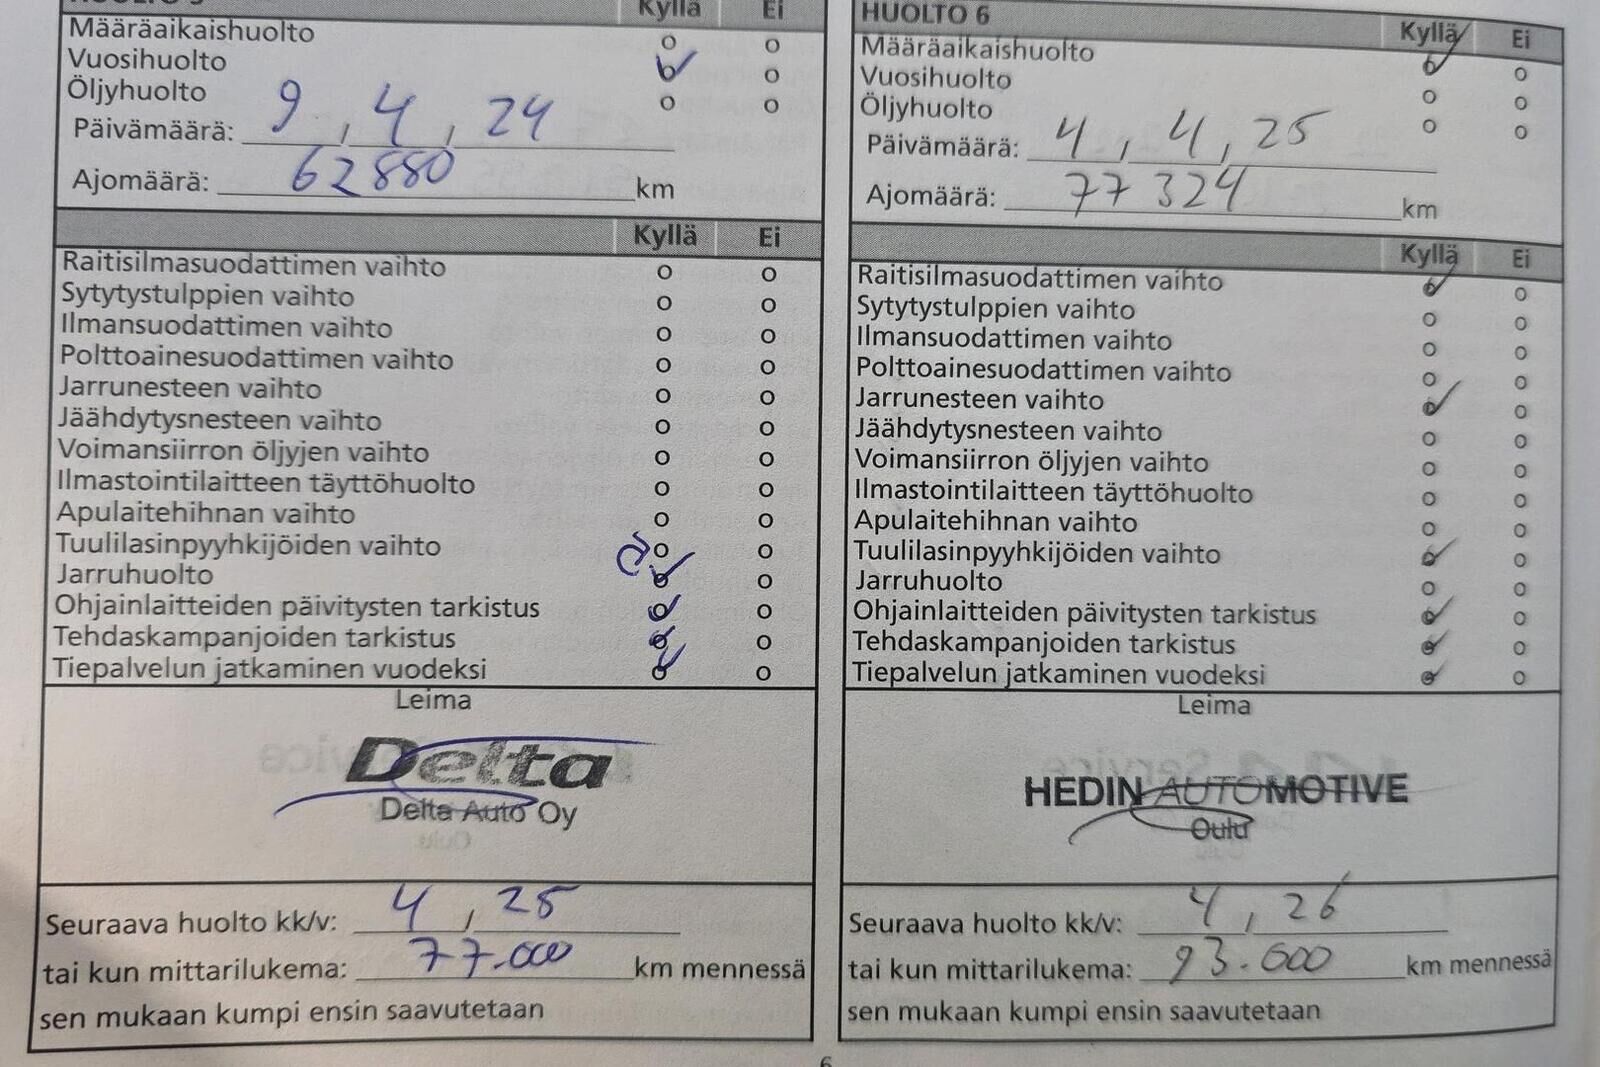 Kyllä Ei
Määräaikaishuolto
Vuosihuolto
Öljyhuolto
Päivämäärä: 9, 4, 24
Ajomäärä: 62880 km
Kyllä Ei
Raitisilmasuodattimen vaihto
Sytytystulppien vaihto
Ilmansuodattimen vaihto
Polttoainesuodattimen vaihto
Jarrunesteen vaihto
Jäähdytysnesteen vaihto
Voimansiirron öljyjen vaihto
Ilmastointilaitteen täyttöhuolto
Apulaitehihnan vaihto
Tuulilasinpyyhkijöiden vaihto
Jarruhuolto
Ohjainlaitteiden päivitysten tarkistus
Tehdaskampanjoiden tarkistus
Tiepalvelun jatkaminen vuodeksi
Leima
Delta
Delta Auto Oy
Seuraava huolto kk/v: 4, 25
tai kun mittarilukema: 77.000 km mennessä
sen mukaan kumpi ensin saavutetaan
HUOLTO 6 Kyllä Ei
Määräaikaishuolto
Vuosihuolto
Öljyhuolto
Päivämäärä: 4, 4, 25
Ajomäärä: 77324 km
Kyllä Ei
Raitisilmasuodattimen vaihto
Sytytystulppien vaihto
Ilmansuodattimen vaihto
Polttoainesuodattimen vaihto
Jarrunesteen vaihto
Jäähdytysnesteen vaihto
Voimansiirron öljyjen vaihto
Ilmastointilaitteen täyttöhuolto
Apulaitehihnan vaihto
Tuulilasinpyyhkijöiden vaihto
Jarruhuolto
Ohjainlaitteiden päivitysten tarkistus
Tehdaskampanjoiden tarkistus
Tiepalvelun jatkaminen vuodeksi
Leima
HEDIN AUTOMOTIVE
Oulu
Seuraava huolto kk/v: 4, 26
tai kun mittarilukema: 93.000 km mennessä
sen mukaan kumpi ensin saavutetaan
6